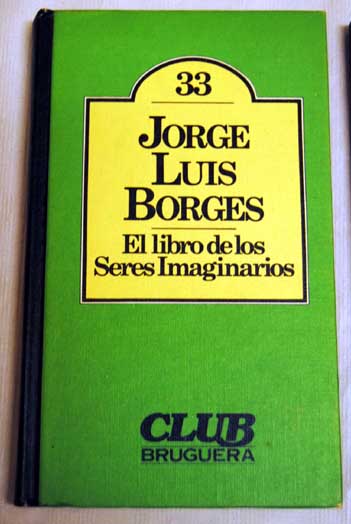 33
JORGE
LUIS
BORGES
El libro de los
Seres Imaginarios
CLUB
BRUGUERA